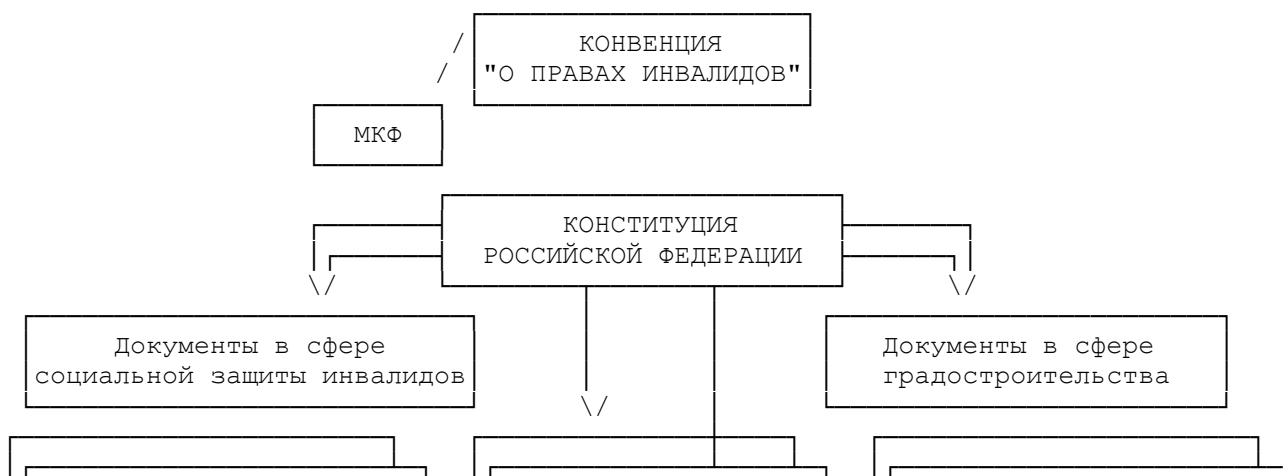 КОНВЕНЦИЯ
"О ПРАВАХ ИНВАЛИДОВ"
МКФ
КОНСТИТУЦИЯ
РОССИЙСКОЙ ФЕДЕРАЦИИ
Документы в сфере
социальной защиты инвалидов
Документы в сфере
градостроительства